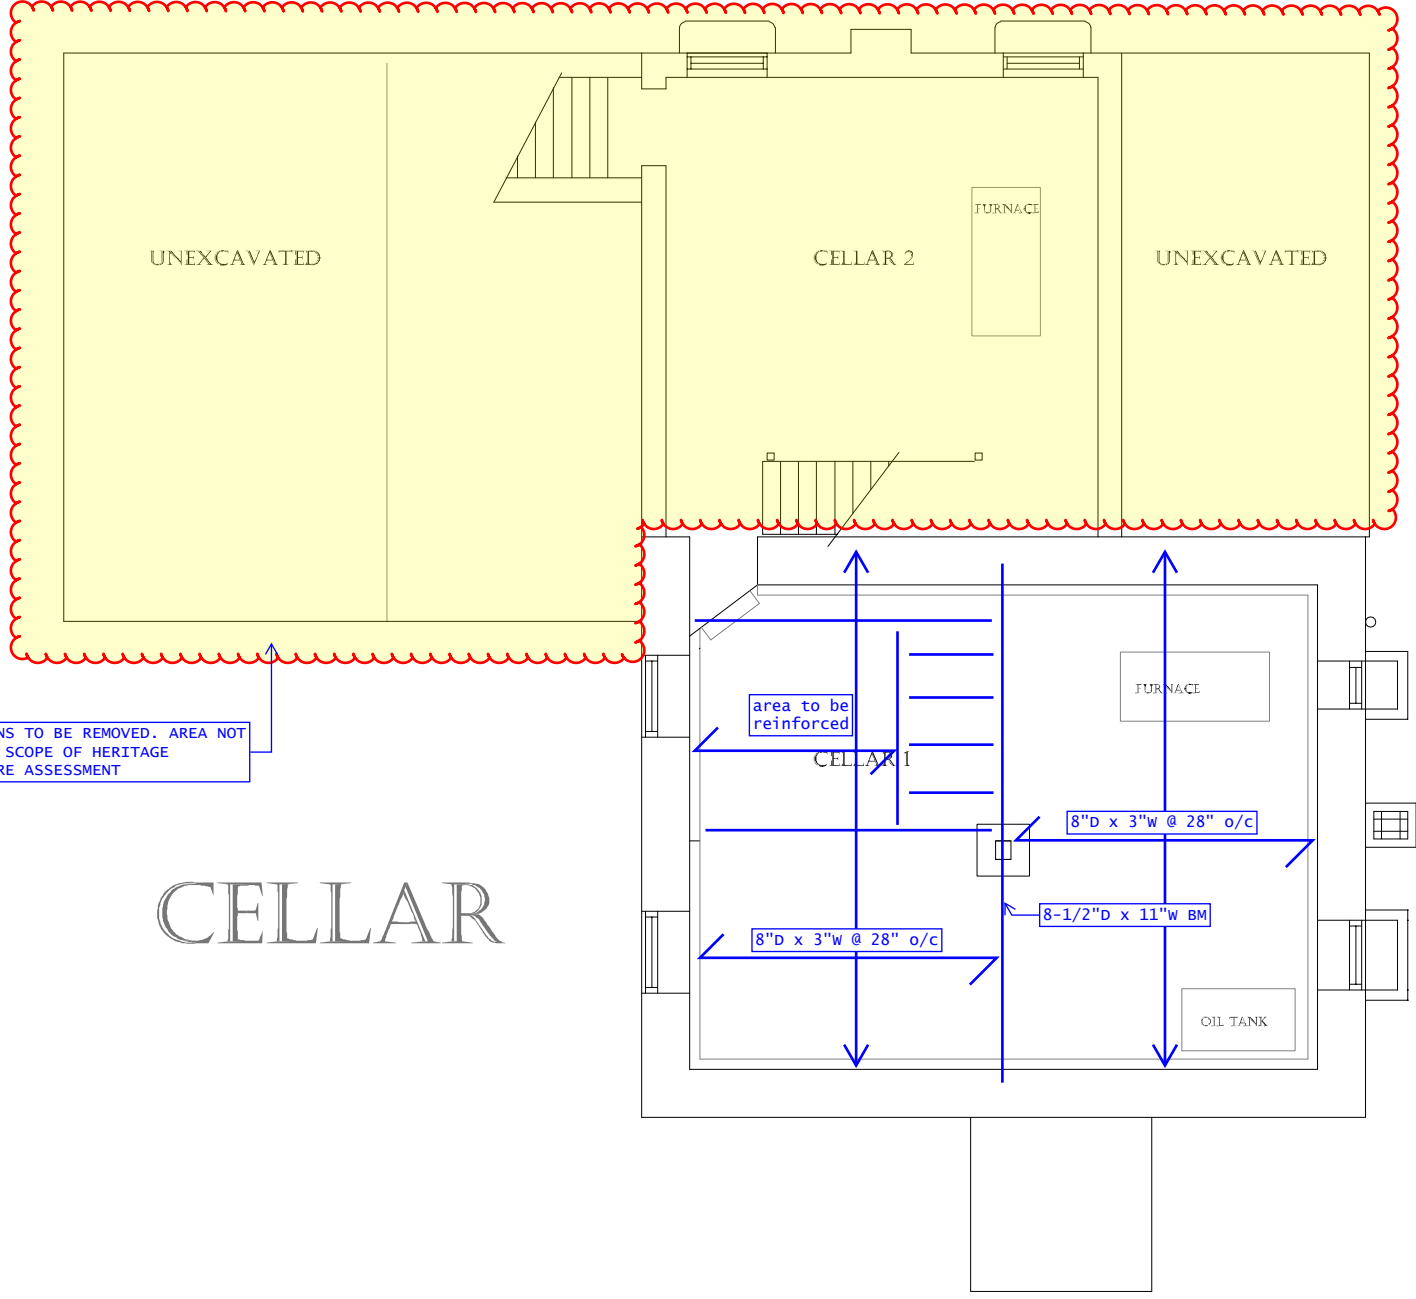 FURNACE
UNEXCAVATED
CELLAR 2
UNEXCAVATED
area to be
reinforced
FURNACE
NS TO BE REMOVED. AREA NOT
SCOPE OF HERITAGE
RE ASSESSMENT
CELLAR 1
8"D x 3"W @ 28" o/c
CELLAR
8-1/2"D x 11"W BM
8"D x 3"W @ 28" o/c
OIL TANK